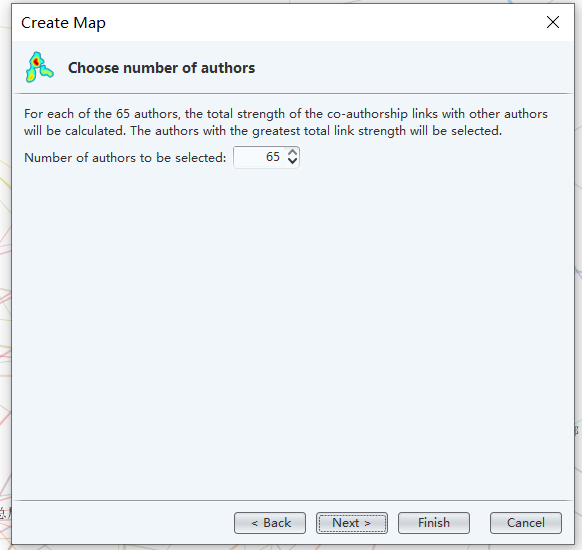 Create Map
Choose number of authors
For each of the 65 authors, the total strength of the co-authorship links with other authors
will be calculated. The authors with the greatest total link strength will be selected.
Number of authors to be selected: 65
< Back Next > Finish Cancel